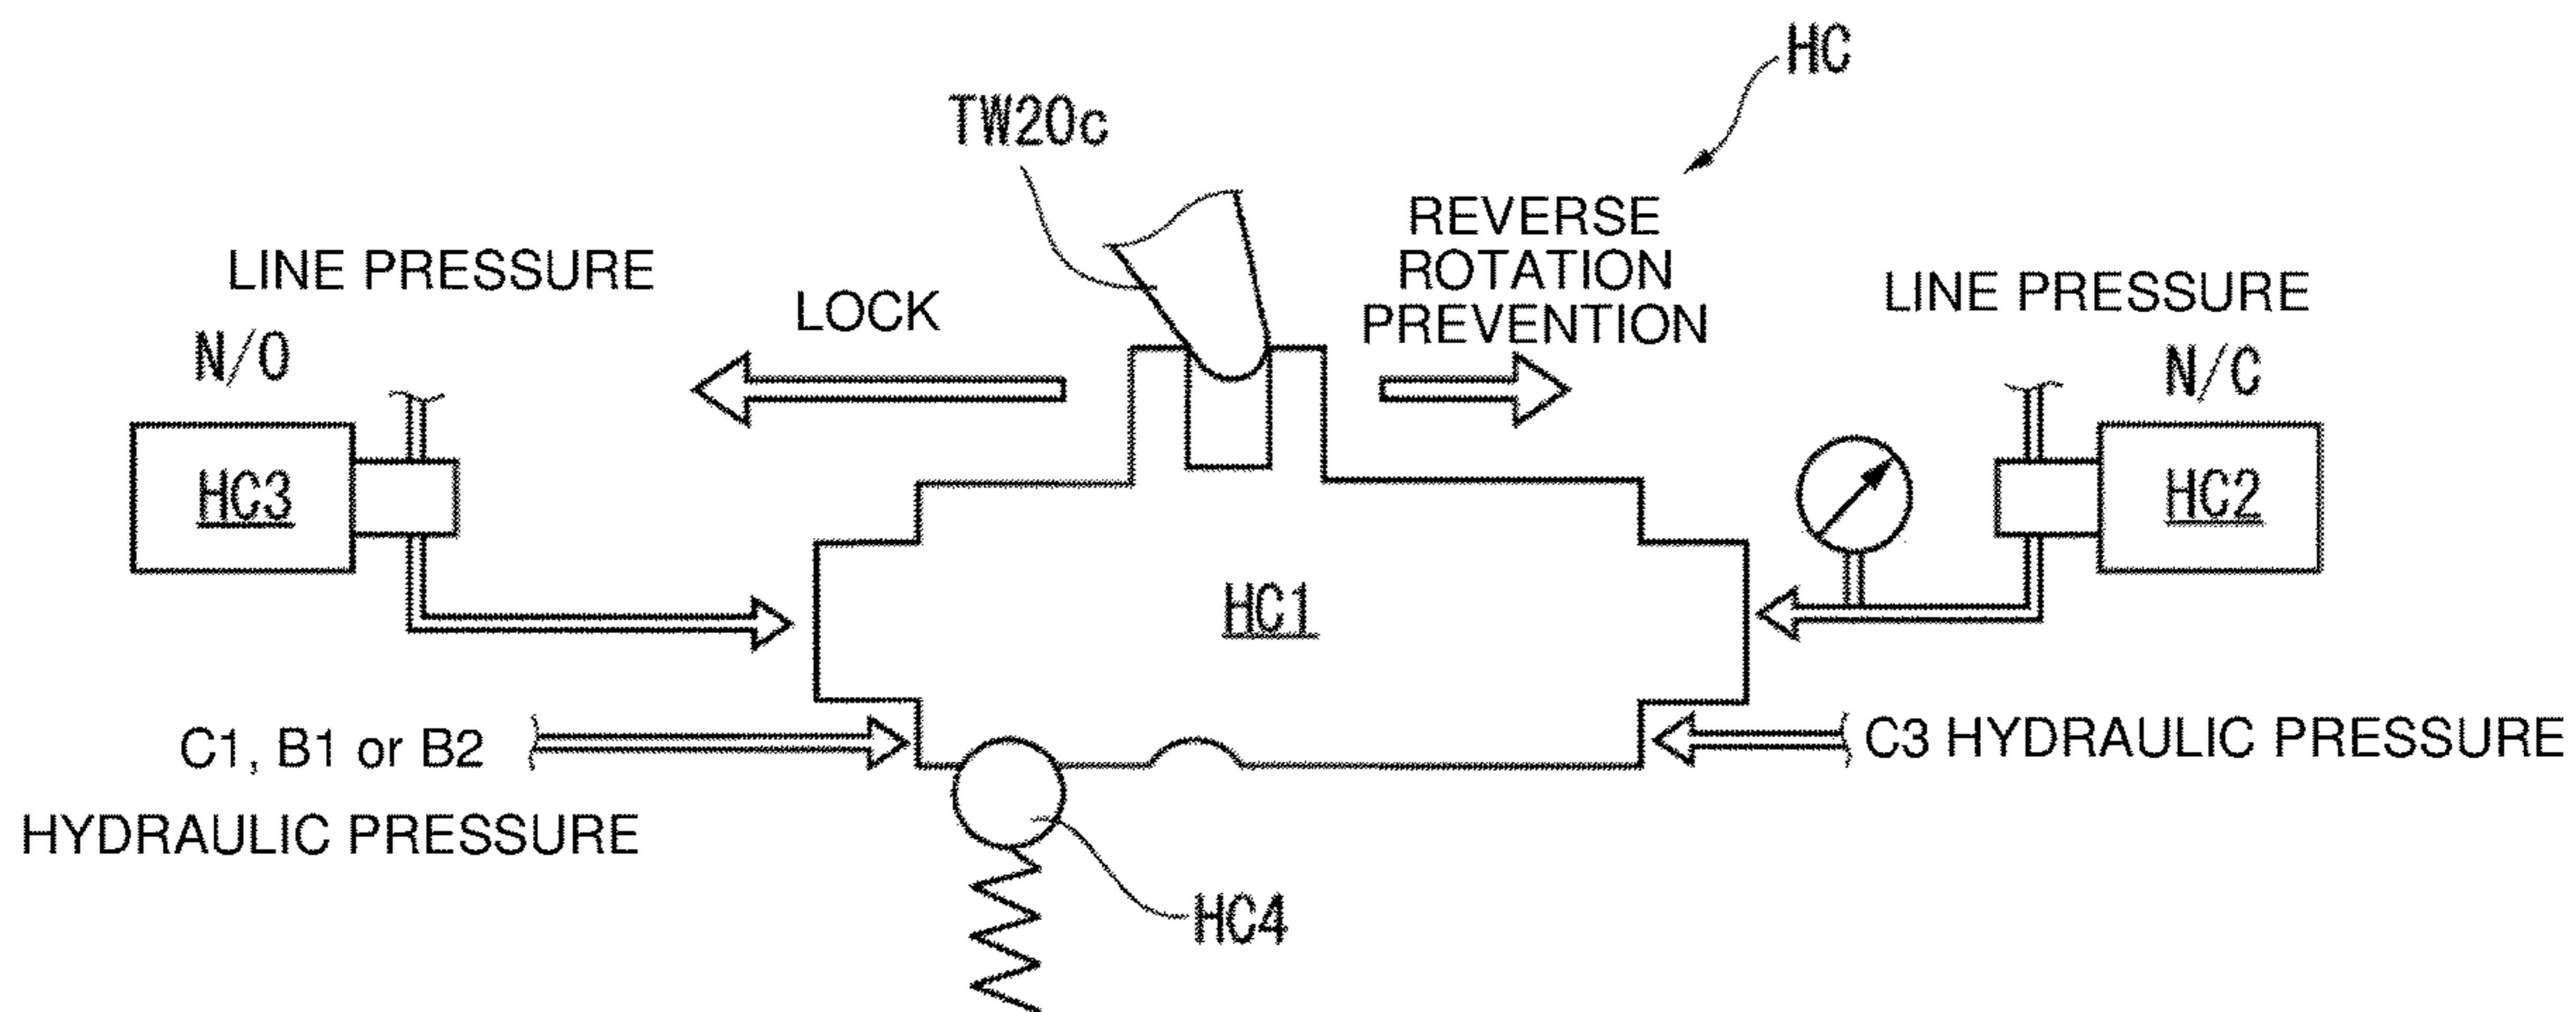 HC
TW20c
REVERSE
ROTATION
PREVENTION
LINE PRESSURE
LOCK
LINE PRESSURE
N/O
N/C
HC3
HC2
HC1
C1, B1 or B2
HYDRAULIC PRESSURE
C3 HYDRAULIC PRESSURE
HC4